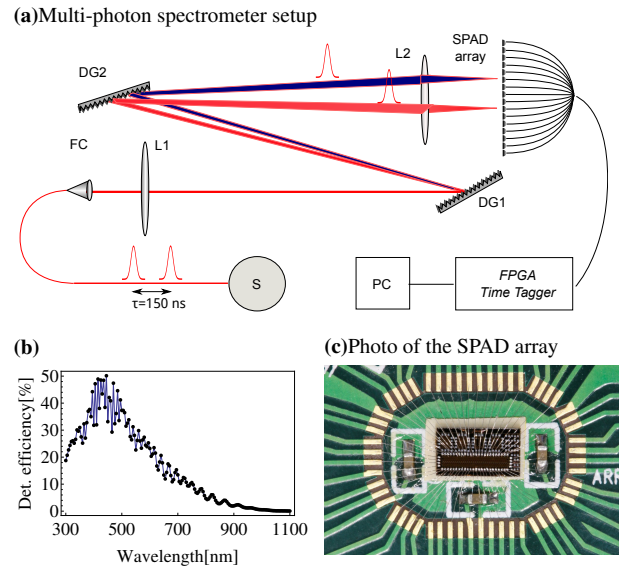 (a)Multi-photon spectrometer setup
DG2
L2
SPAD
array
FC
L1
DG1
S
τ=150 ns
PC
FPGA
Time Tagger
(b)
Det. efficiency[%]
50
40
30
20
10
0
300
500
700
900
1100
Wavelength[nm]
(c)Photo of the SPAD array